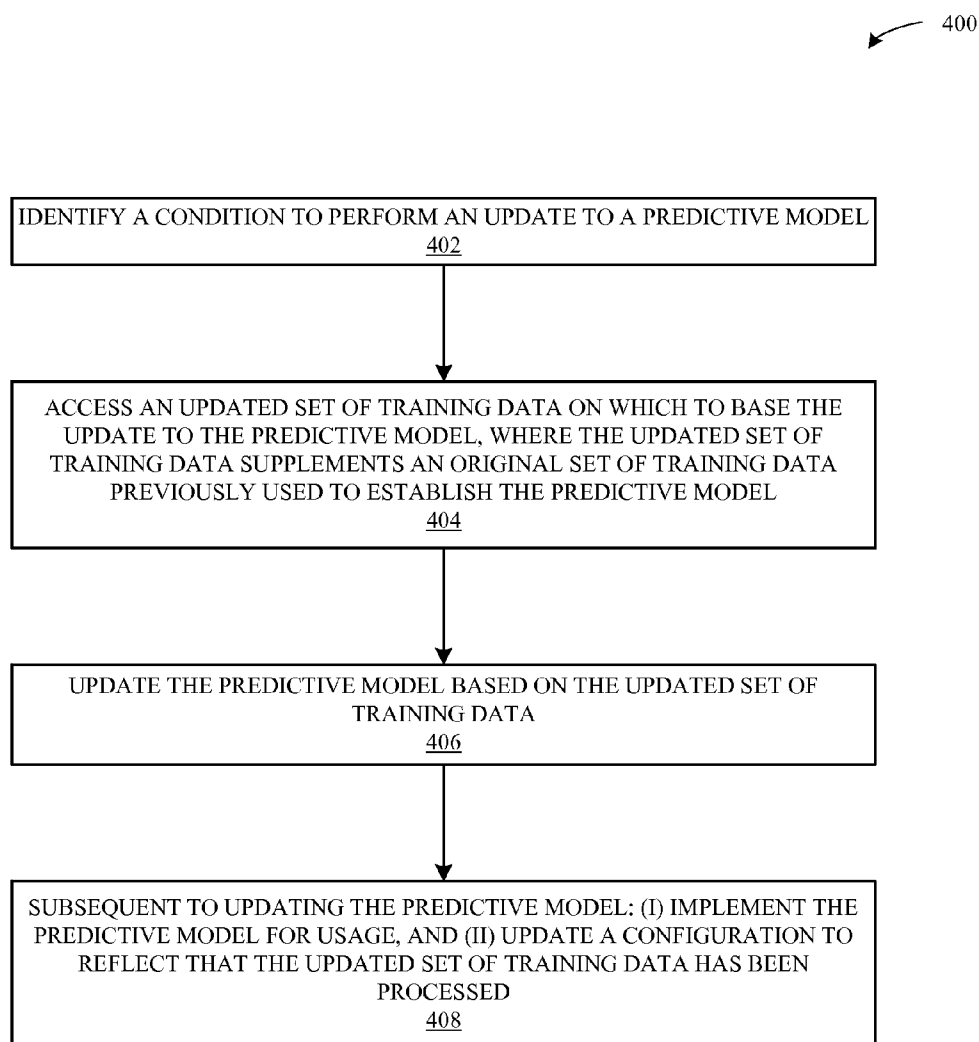 400
IDENTIFY A CONDITION TO PERFORM AN UPDATE TO A PREDICTIVE MODEL
402
ACCESS AN UPDATED SET OF TRAINING DATA ON WHICH TO BASE THE
UPDATE TO THE PREDICTIVE MODEL, WHERE THE UPDATED SET OF
TRAINING DATA SUPPLEMENTS AN ORIGINAL SET OF TRAINING DATA
PREVIOUSLY USED TO ESTABLISH THE PREDICTIVE MODEL
404
UPDATE THE PREDICTIVE MODEL BASED ON THE UPDATED SET OF
TRAINING DATA
406
SUBSEQUENT TO UPDATING THE PREDICTIVE MODEL: (I) IMPLEMENT THE
PREDICTIVE MODEL FOR USAGE, AND (II) UPDATE A CONFIGURATION TO
REFLECT THAT THE UPDATED SET OF TRAINING DATA HAS BEEN
PROCESSED
408